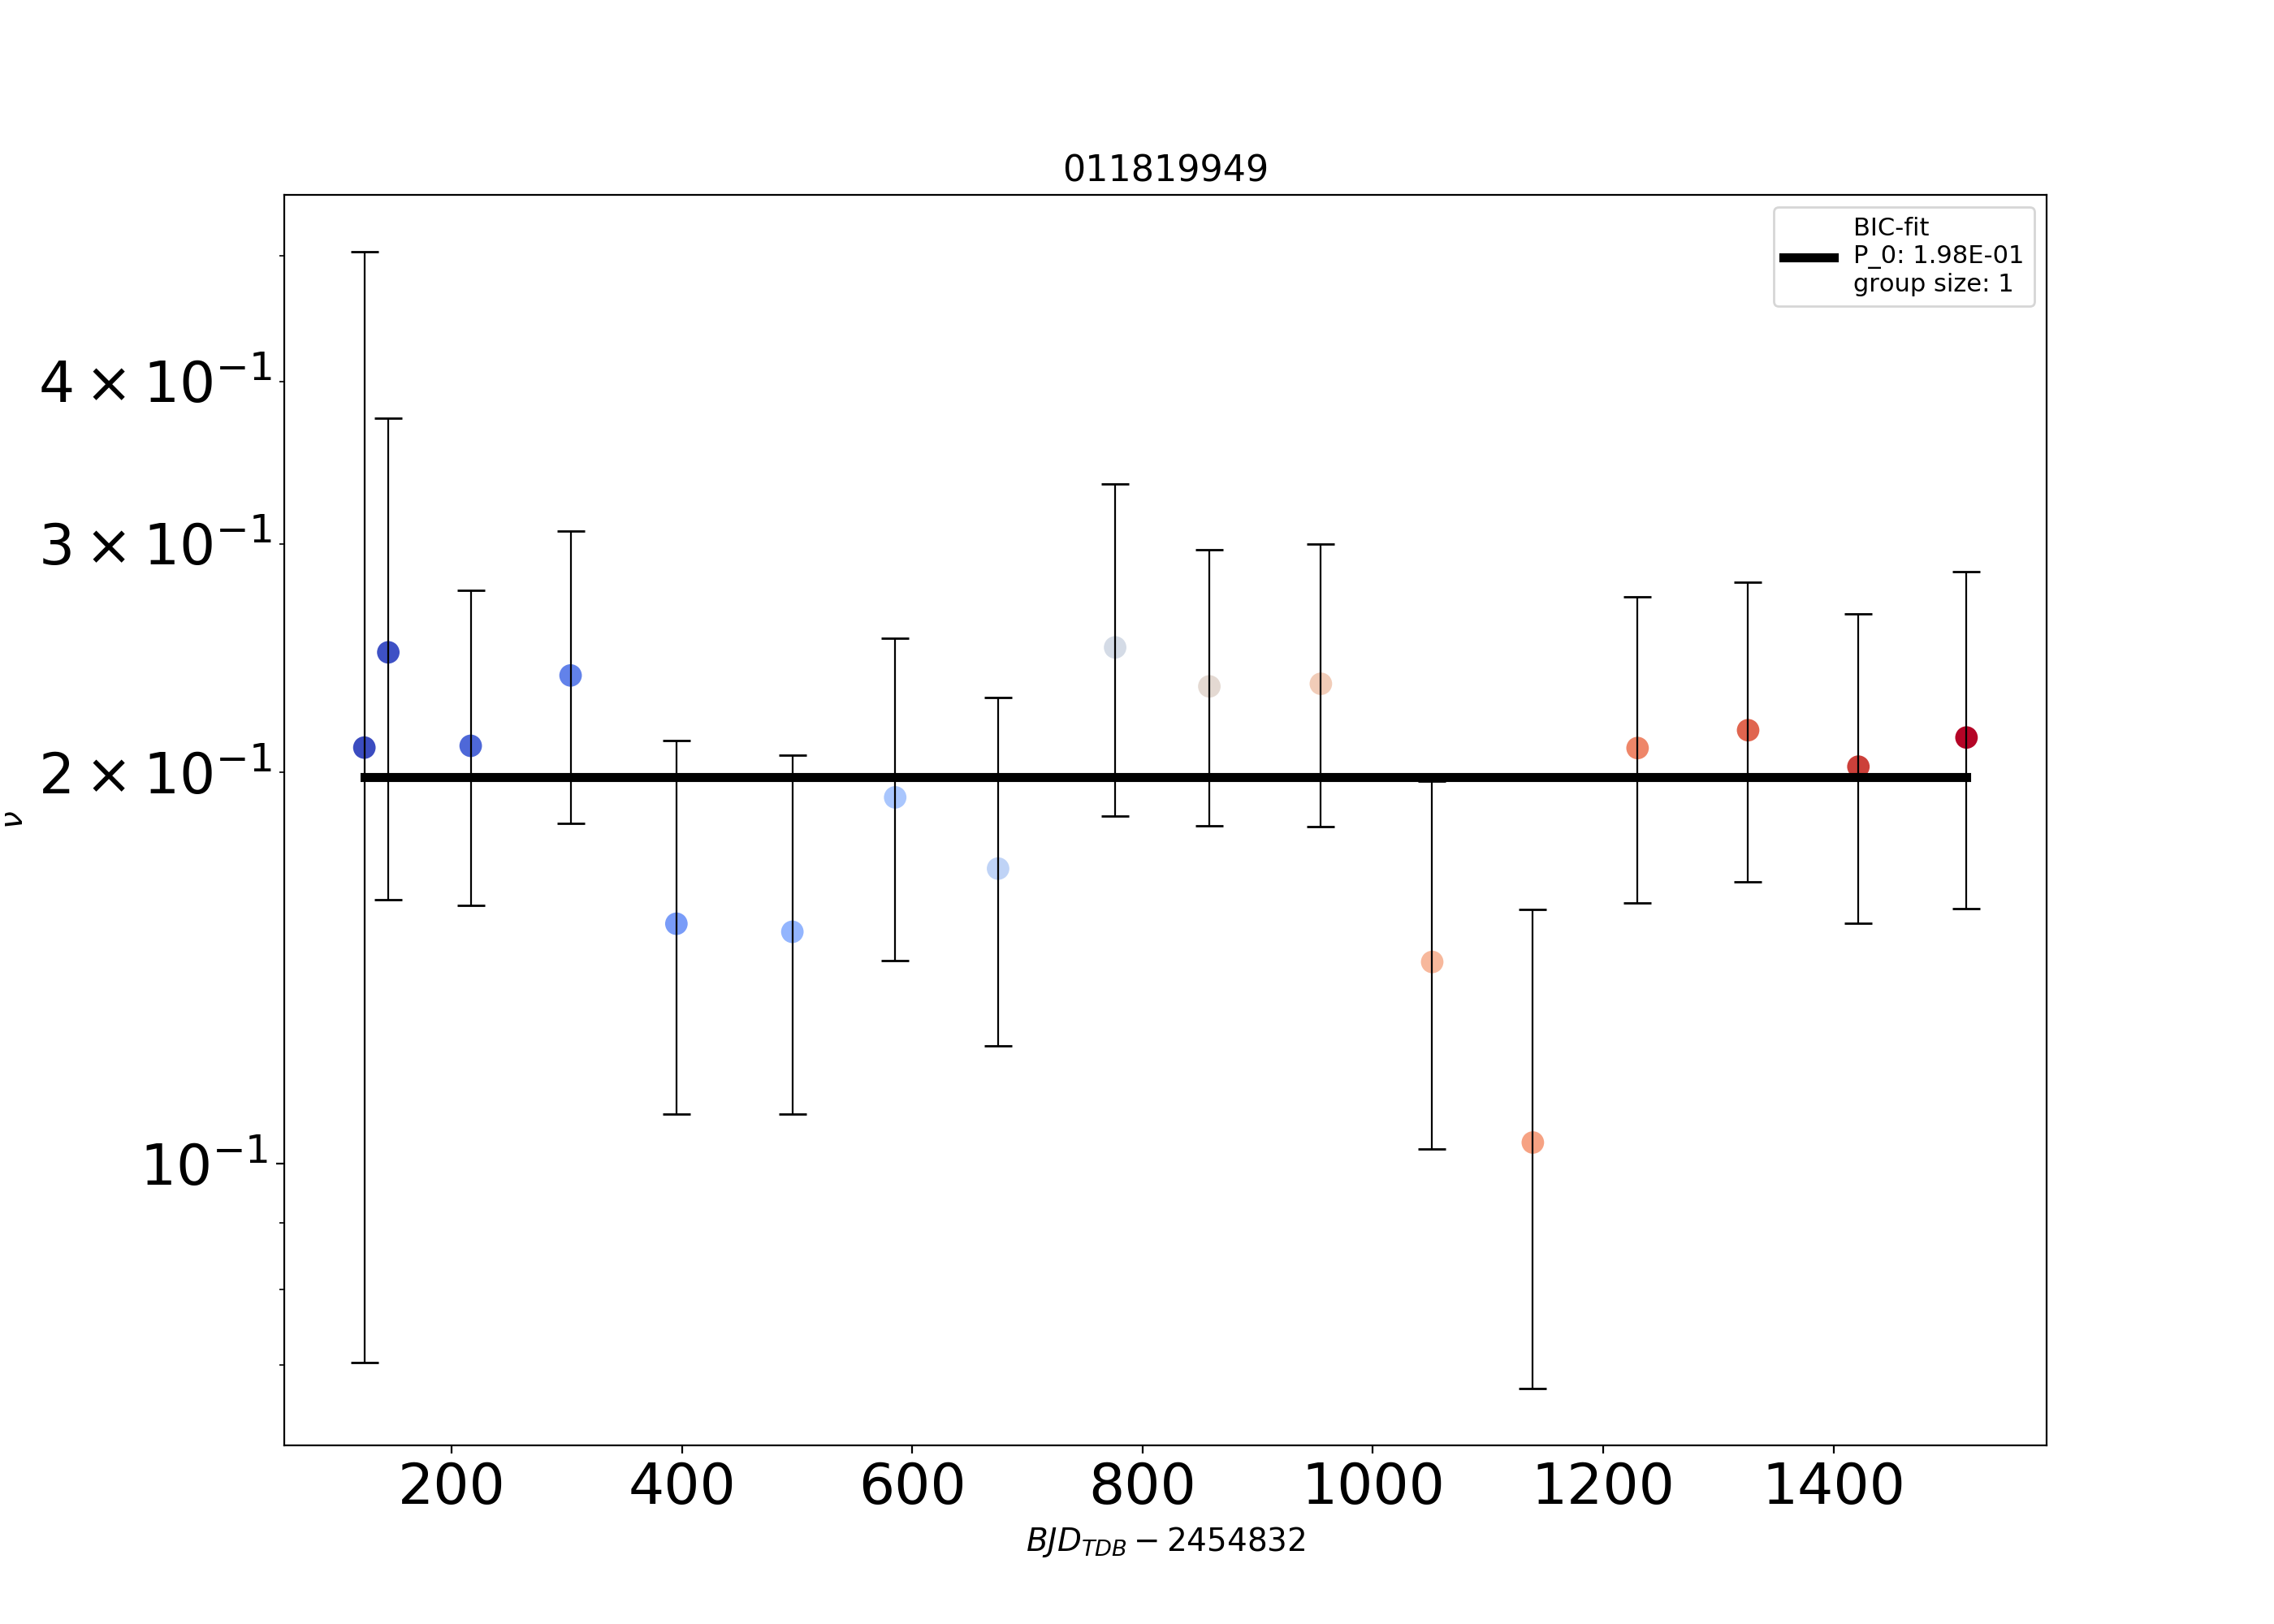 011819949
BIC-fit
P_0: 1.98E-01
group size: 1
4 × 10⁻¹
3 × 10⁻¹
2 × 10⁻¹
10⁻¹
ν
200 400 600 800 1000 1200 1400
BJD_TDB − 2454832